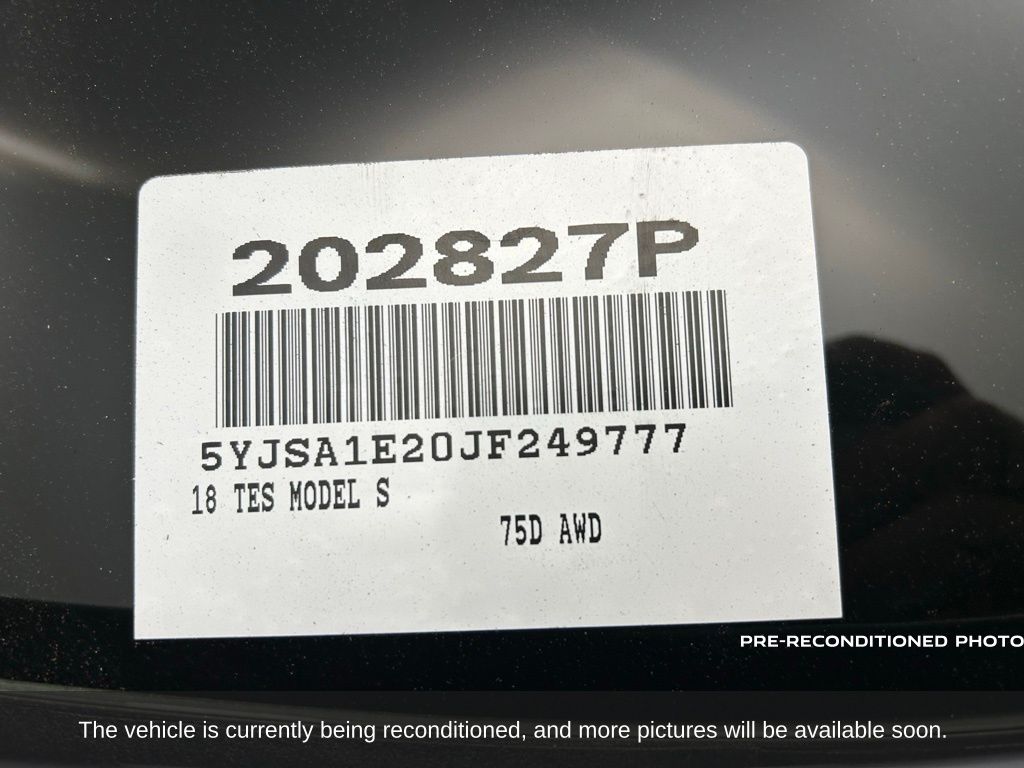 202827P
5YJSA1E20JF249777
18 TES MODEL S
75D AWD
PRE-RECONDITIONED PHOTO
The vehicle is currently being reconditioned, and more pictures will be available soon.